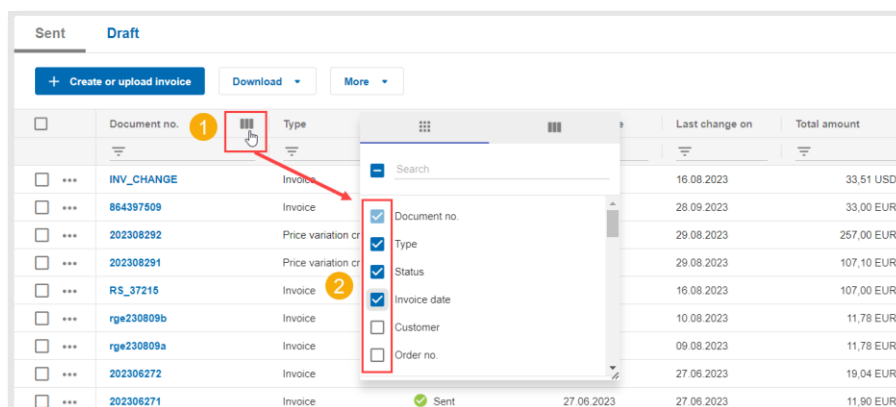 Sent Draft
+ Create or upload invoice Download More
Document no. 1 Type Last change on Total amount
Search
INV_CHANGE Invoice 16.08.2023 33,51 USD
864397509 Invoice Document no. 28.09.2023 33,00 EUR
202308292 Price variation cr Type 29.08.2023 257,00 EUR
202308291 Price variation cr Status 29.08.2023 107,10 EUR
RS_37215 Invoice 2 Invoice date 16.08.2023 107,00 EUR
rge230809b Invoice Customer 10.08.2023 11,78 EUR
rge230809a Invoice Order no. 09.08.2023 11,78 EUR
202306272 Invoice 27.06.2023 19,04 EUR
202306271 Invoice Sent 27.06.2023 27.06.2023 11,90 EUR